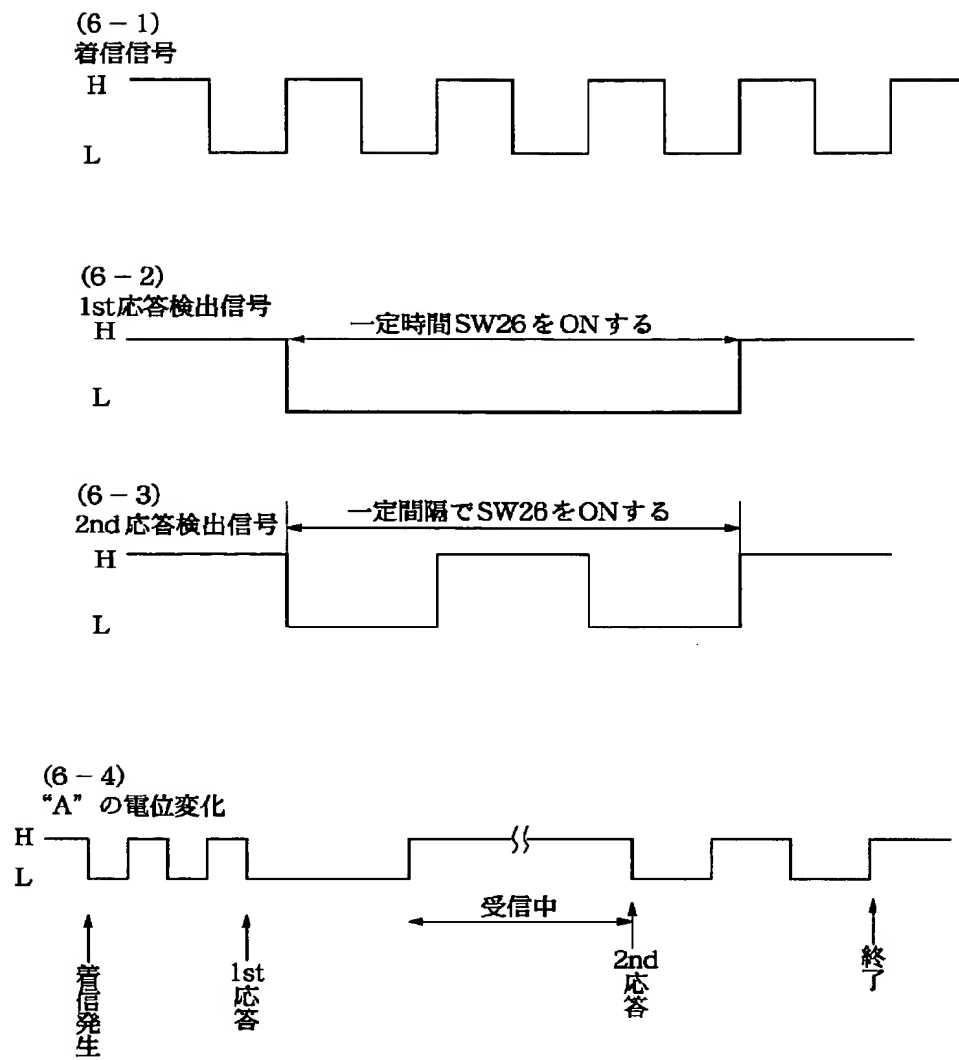 (6-1)
着信信号
H
L
(6-2)
1st応答検出信号
H
一定時間SW26をONする
L
(6-3)
2nd応答検出信号
一定間隔でSW26をONする
H
L
(6-4)
“A”の電位変化
H
L
受信中
着信発生
1st応答
2nd応答
終了